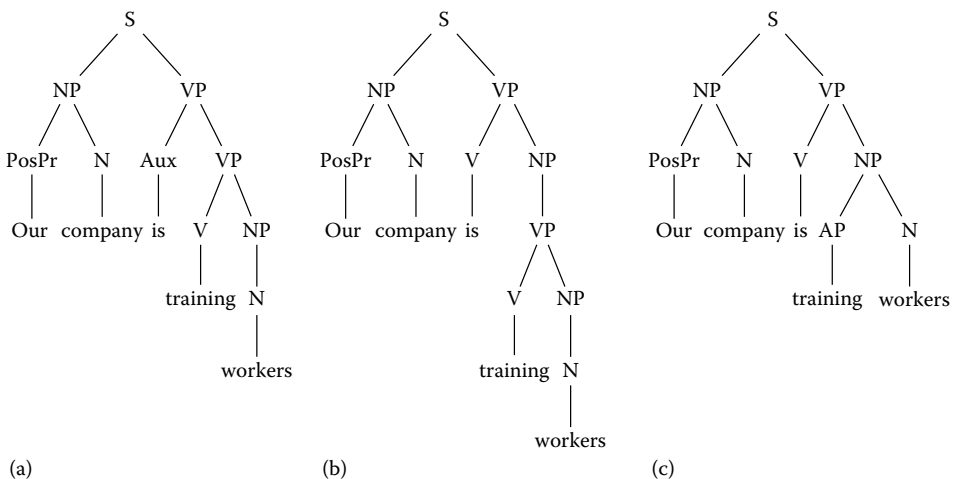 S S S
NP VP NP VP NP VP
PosPr N Aux VP PosPr N V NP PosPr N V NP
Our company is V NP Our company is VP Our company is AP N
training N V NP training workers
workers training N
workers
(a) (b) (c)